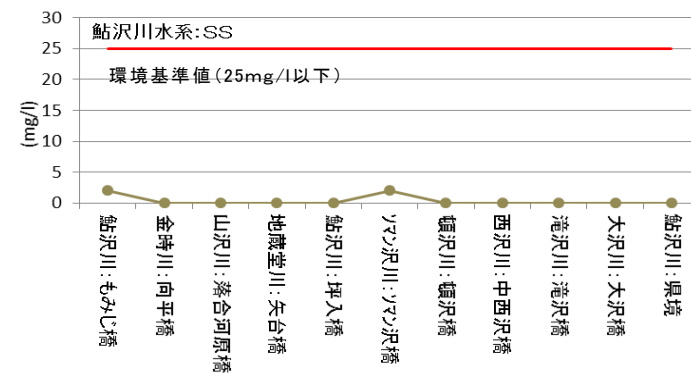 鮎沢川水系:SS
環境基準値(25mg/l以下)
(mg/l)
30
25
20
15
10
5
0
鮎沢川:もみじ橋
金時川:向平橋
山沢川:落合河原橋
地蔵堂川:矢台橋
鮎沢川:坪入橋
ソマン沢川:ソマン沢橋
頓沢川:頓沢橋
西沢川:中西沢橋
滝沢川:滝沢橋
大沢川:大沢橋
鮎沢川:県境